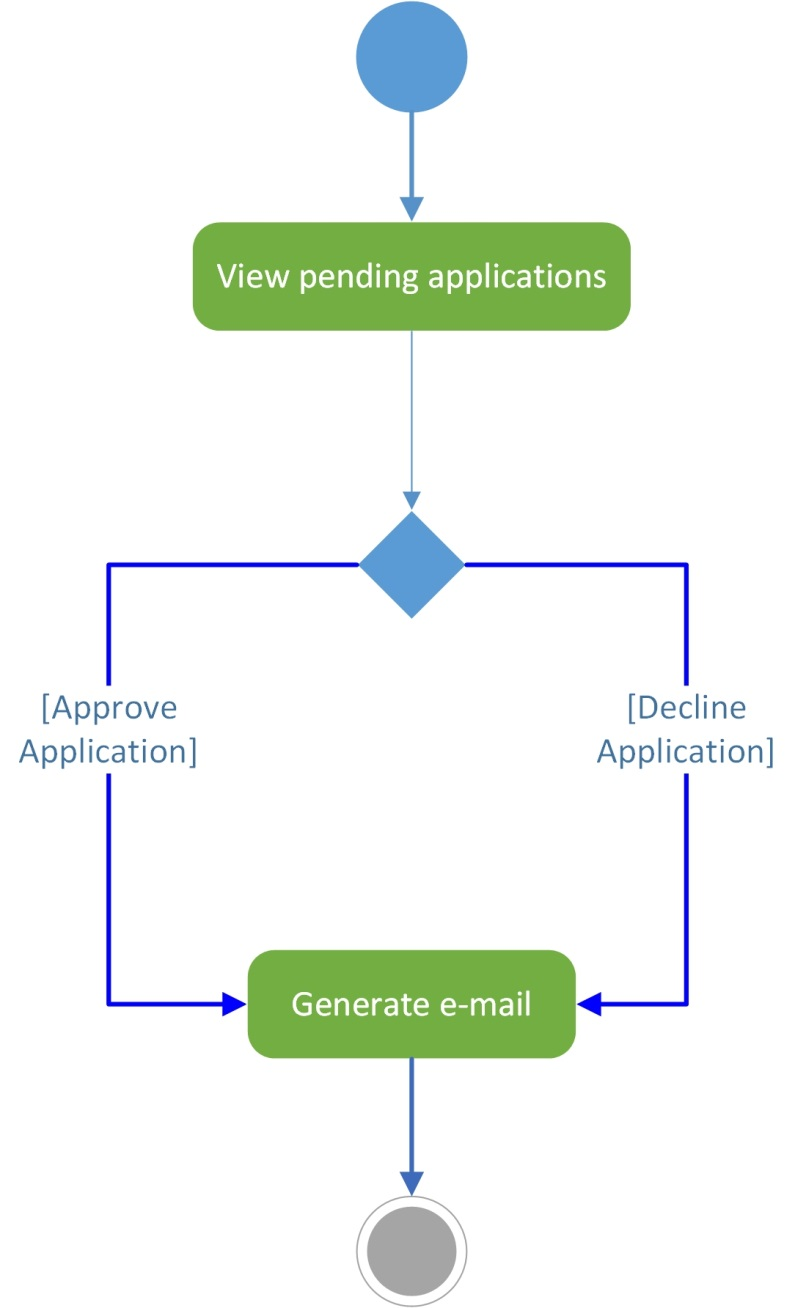 View pending applications
[Approve
Application]
[Decline
Application]
Generate e-mail